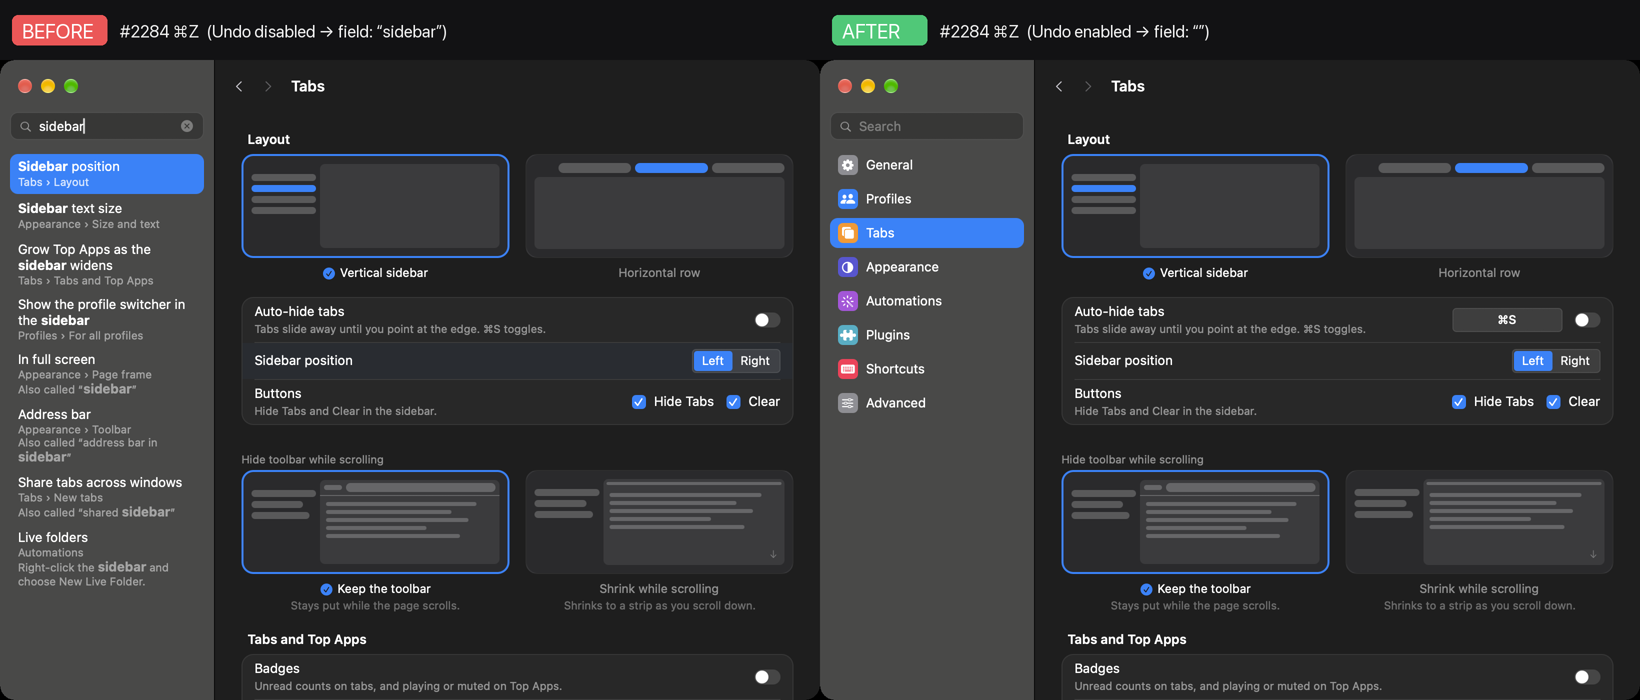 BEFORE #2284 ⌘Z (Undo disabled → field: “sidebar”)
sidebar
Sidebar position
Tabs › Layout
Sidebar text size
Appearance › Size and text
Grow Top Apps as the
sidebar widens
Tabs › Tabs and Top Apps
Show the profile switcher in
the sidebar
Profiles › For all profiles
In full screen
Appearance › Page frame
Also called “sidebar”
Address bar
Appearance › Toolbar
Also called “address bar in
sidebar”
Share tabs across windows
Tabs › New tabs
Also called “shared sidebar”
Live folders
Automations
Right-click the sidebar and
choose New Live Folder.
Tabs
Layout
Vertical sidebar
Horizontal row
Auto-hide tabs
Tabs slide away until you point at the edge. ⌘S toggles.
Sidebar position
Left Right
Buttons
Hide Tabs and Clear in the sidebar.
Hide Tabs Clear
Hide toolbar while scrolling
Keep the toolbar
Stays put while the page scrolls.
Shrink while scrolling
Shrinks to a strip as you scroll down.
Tabs and Top Apps
Badges
Unread counts on tabs, and playing or muted on Top Apps.
AFTER #2284 ⌘Z (Undo enabled → field: “”)
Search
General
Profiles
Tabs
Appearance
Automations
Plugins
Shortcuts
Advanced
Tabs
Layout
Vertical sidebar
Horizontal row
Auto-hide tabs
Tabs slide away until you point at the edge. ⌘S toggles.
⌘S
Sidebar position
Left Right
Buttons
Hide Tabs and Clear in the sidebar.
Hide Tabs Clear
Hide toolbar while scrolling
Keep the toolbar
Stays put while the page scrolls.
Shrink while scrolling
Shrinks to a strip as you scroll down.
Tabs and Top Apps
Badges
Unread counts on tabs, and playing or muted on Top Apps.